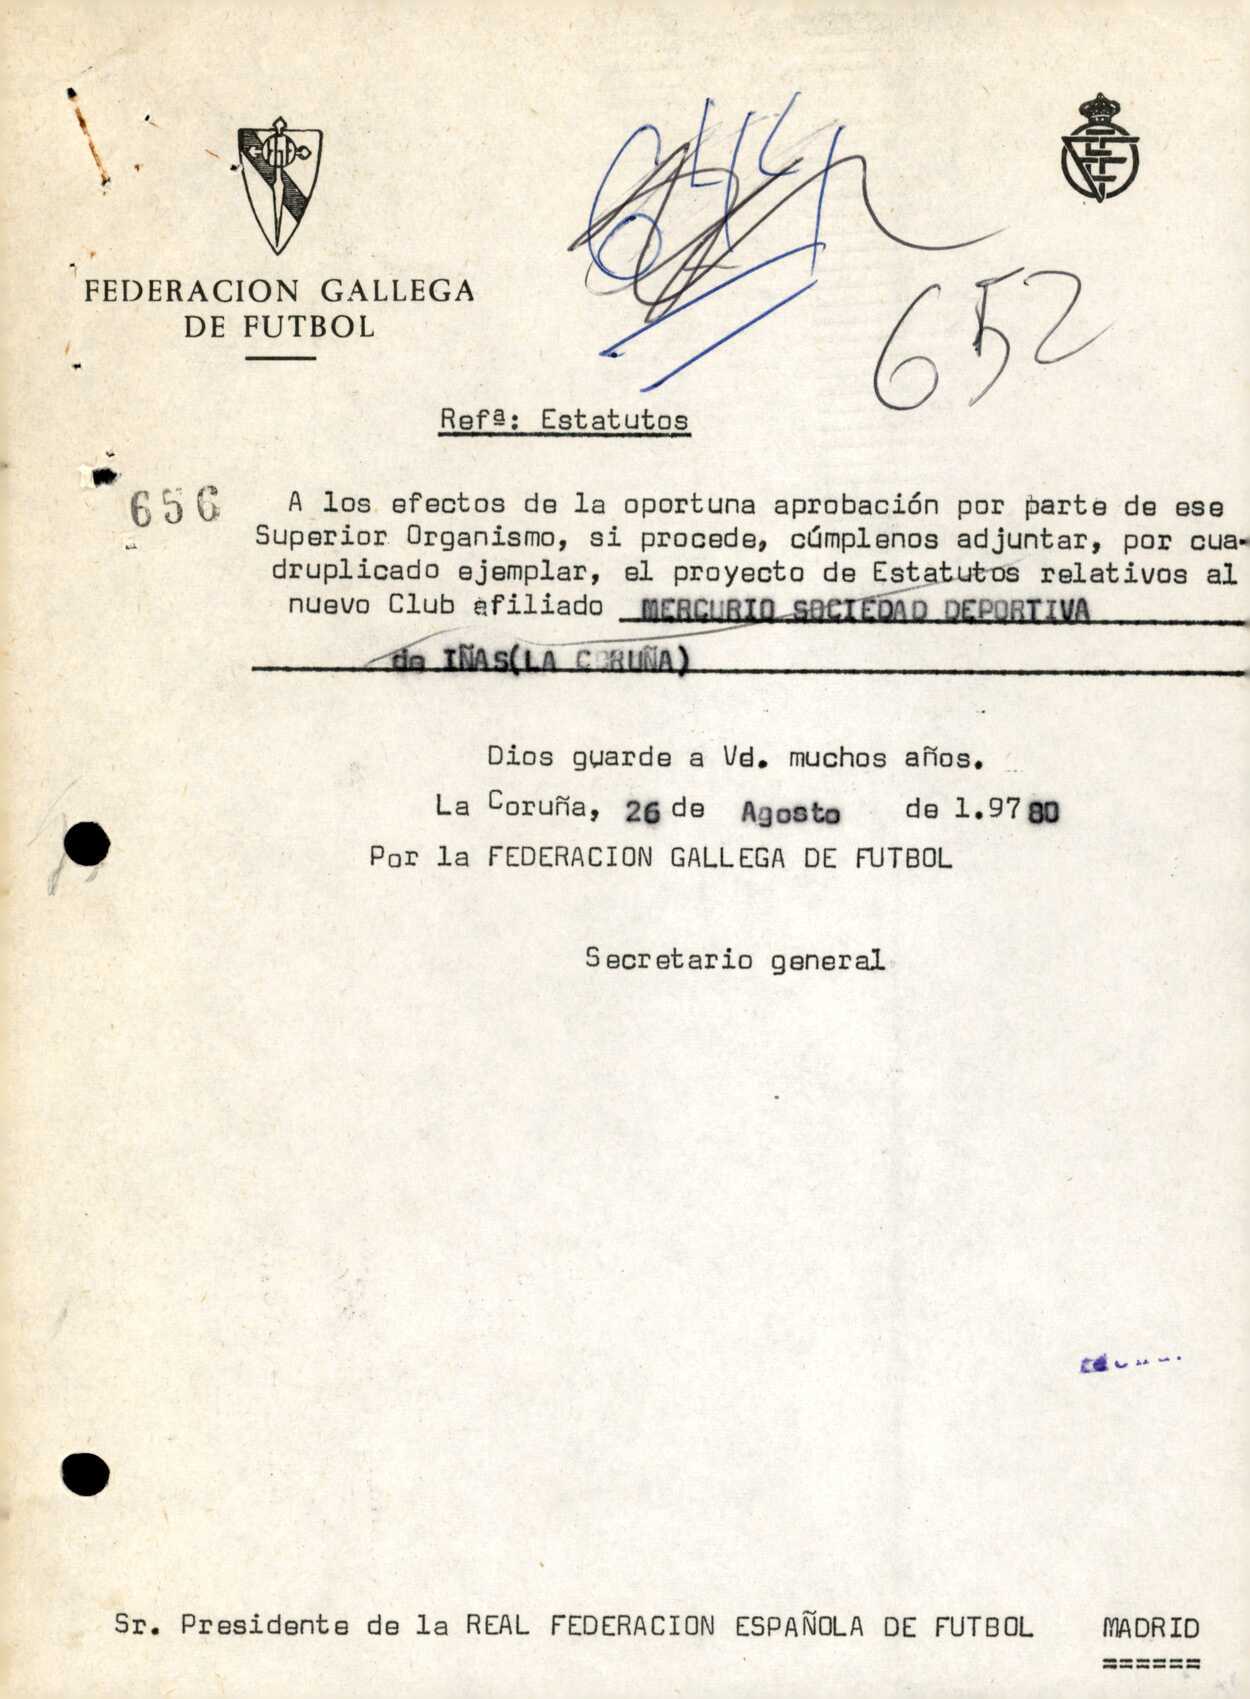 FEDERACION GALLEGA
DE FUTBOL
652
Refª: Estatutos
656
A los efectos de la oportuna aprobación por parte de ese
Superior Organismo, si procede, cúmplenos adjuntar, por cua-
druplicado ejemplar, el proyecto de Estatutos relativos al
nuevo Club afiliado MERCURIO SOCIEDAD DEPORTIVA
de IÑAS(LA CORUÑA)
Dios guarde a Vd. muchos años.
La Coruña, 26 de Agosto de 1.9780
Por la FEDERACION GALLEGA DE FUTBOL
Secretario general
Sr. Presidente de la REAL FEDERACION ESPAÑOLA DE FUTBOL MADRID
======